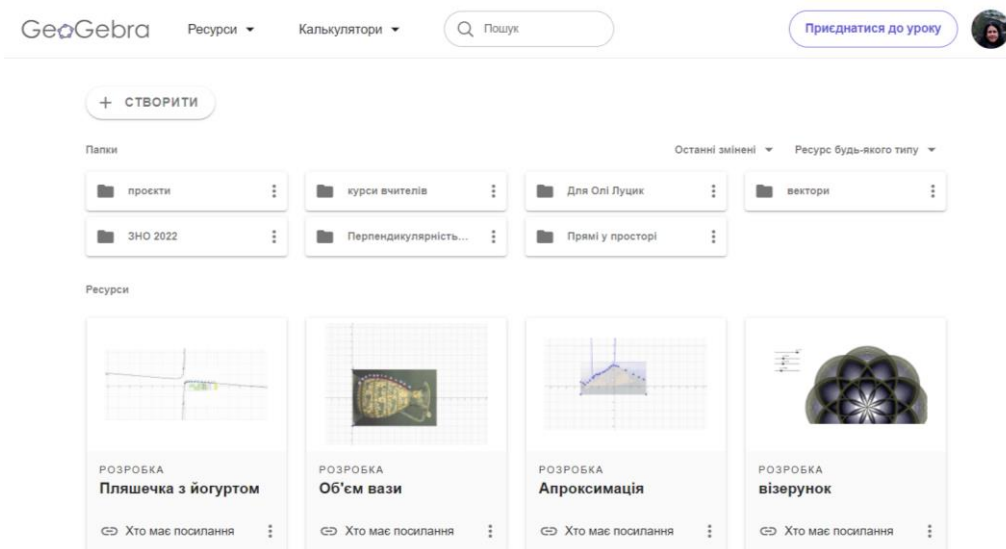 GeoGebra Ресурси Калькулятори Пошук Приєднатися до уроку
+ СТВОРИТИ
Папки Останні змінені Ресурс будь-якого типу
проєкти курси вчителів Для Олі Луцик вектори
ЗНО 2022 Перпендикулярність... Прямі у просторі
Ресурси
РОЗРОБКА РОЗРОБКА РОЗРОБКА РОЗРОБКА
Пляшечка з йогуртом Об'єм вази Апроксимація візерунок
Хто має посилання Хто має посилання Хто має посилання Хто має посилання